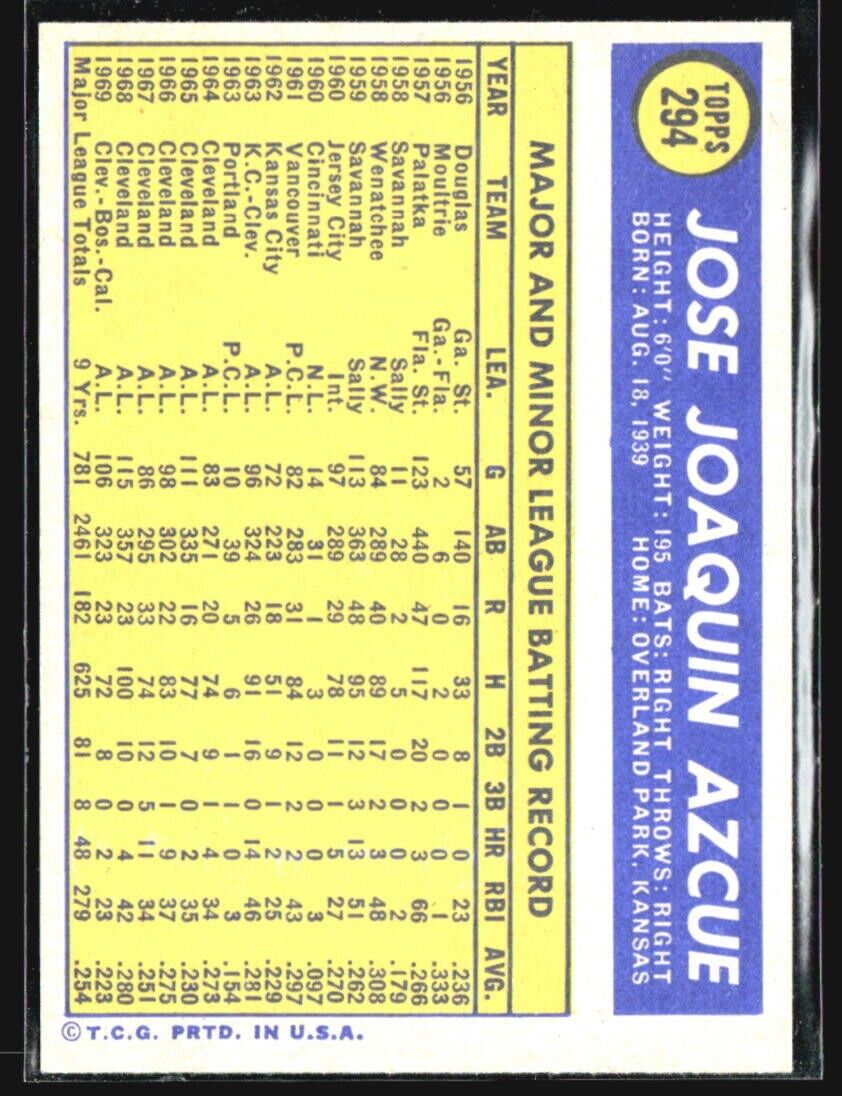 TOPPS
294
JOSE JOAQUIN AZCUE
HEIGHT: 6'0" WEIGHT: 195 BATS: RIGHT THROWS: RIGHT
BORN: AUG. 18, 1939 HOME: OVERLAND PARK, KANSAS
MAJOR AND MINOR LEAGUE BATTING RECORD
YEAR TEAM LEA. G AB R H 2B 3B HR RBI AVG.
1956 Douglas Ga. St. 57 140 16 33 8 1 0 23 .236
1956 Moultrie Ga.-Fla. 2 6 0 2 0 0 0 1 .333
1957 Palatka Fla. St. 123 440 47 117 20 2 3 66 .266
1958 Savannah Sally 11 28 2 5 0 0 0 2 .179
1958 Wenatchee N.W. 84 289 40 89 17 2 3 48 .308
1959 Savannah Sally 113 363 48 95 12 3 13 51 .262
1960 Jersey City Int. 97 289 29 78 11 1 5 27 .270
1960 Cincinnati N.L. 14 31 1 3 0 0 0 3 .097
1961 Vancouver P.C.L. 82 283 31 84 12 2 2 43 .297
1962 Kansas City A.L. 72 223 18 51 9 1 2 25 .229
1963 K.C.-Clev. A.L. 96 324 26 91 16 0 14 46 .281
1963 Portland P.C.L. 10 39 5 6 1 1 0 3 .154
1964 Cleveland A.L. 83 271 20 74 9 1 4 34 .273
1965 Cleveland A.L. 111 335 16 77 7 0 2 35 .230
1966 Cleveland A.L. 98 302 22 83 10 1 9 37 .275
1967 Cleveland A.L. 86 295 33 74 12 5 11 34 .251
1968 Cleveland A.L. 115 357 23 100 10 0 4 42 .280
1969 Clev.-Bos.-Cal. A.L. 106 323 23 72 8 0 2 23 .223
Major League Totals 9 Yrs. 781 2461 182 625 81 8 48 279 .254
© T.C.G. PRTD. IN U.S.A.